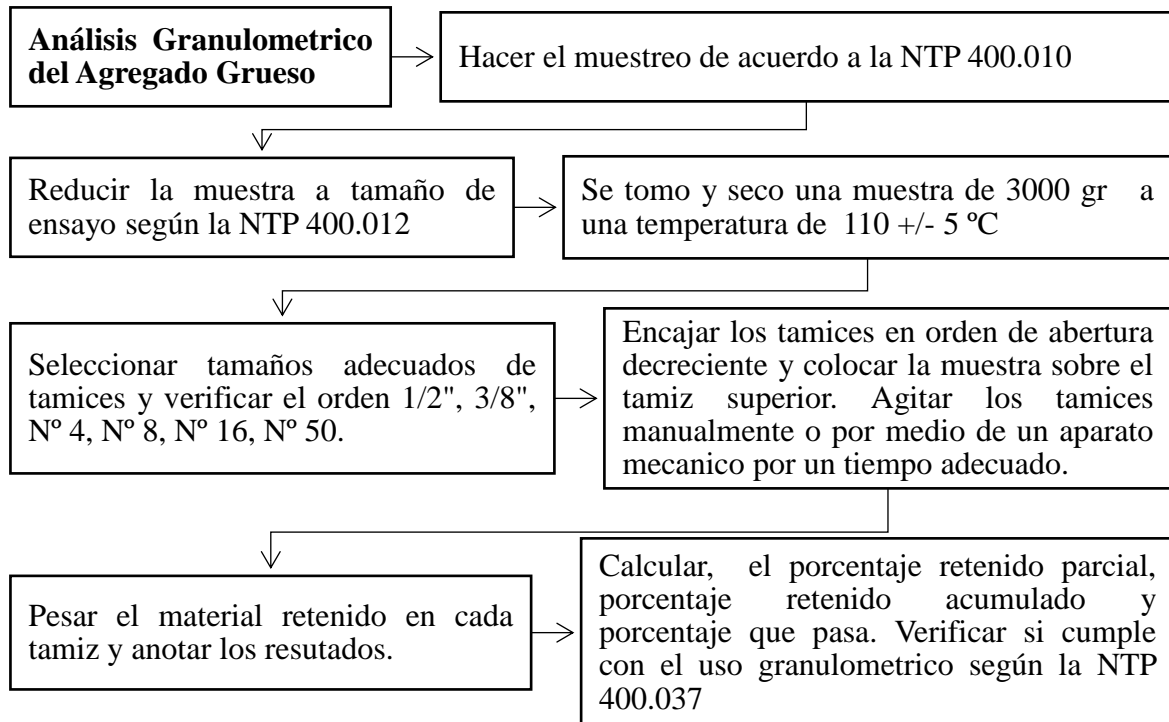 Análisis Granulometrico
del Agregado Grueso
Hacer el muestreo de acuerdo a la NTP 400.010
Reducir la muestra a tamaño de
ensayo según la NTP 400.012
Se tomo y seco una muestra de 3000 gr a
una temperatura de 110 +/- 5 ºC
Seleccionar tamaños adecuados de
tamices y verificar el orden 1/2", 3/8",
Nº 4, Nº 8, Nº 16, Nº 50.
Encajar los tamices en orden de abertura
decreciente y colocar la muestra sobre el
tamiz superior. Agitar los tamices
manualmente o por medio de un aparato
mecanico por un tiempo adecuado.
Pesar el material retenido en cada
tamiz y anotar los resutados.
Calcular, el porcentaje retenido parcial,
porcentaje retenido acumulado y
porcentaje que pasa. Verificar si cumple
con el uso granulometrico según la NTP
400.037